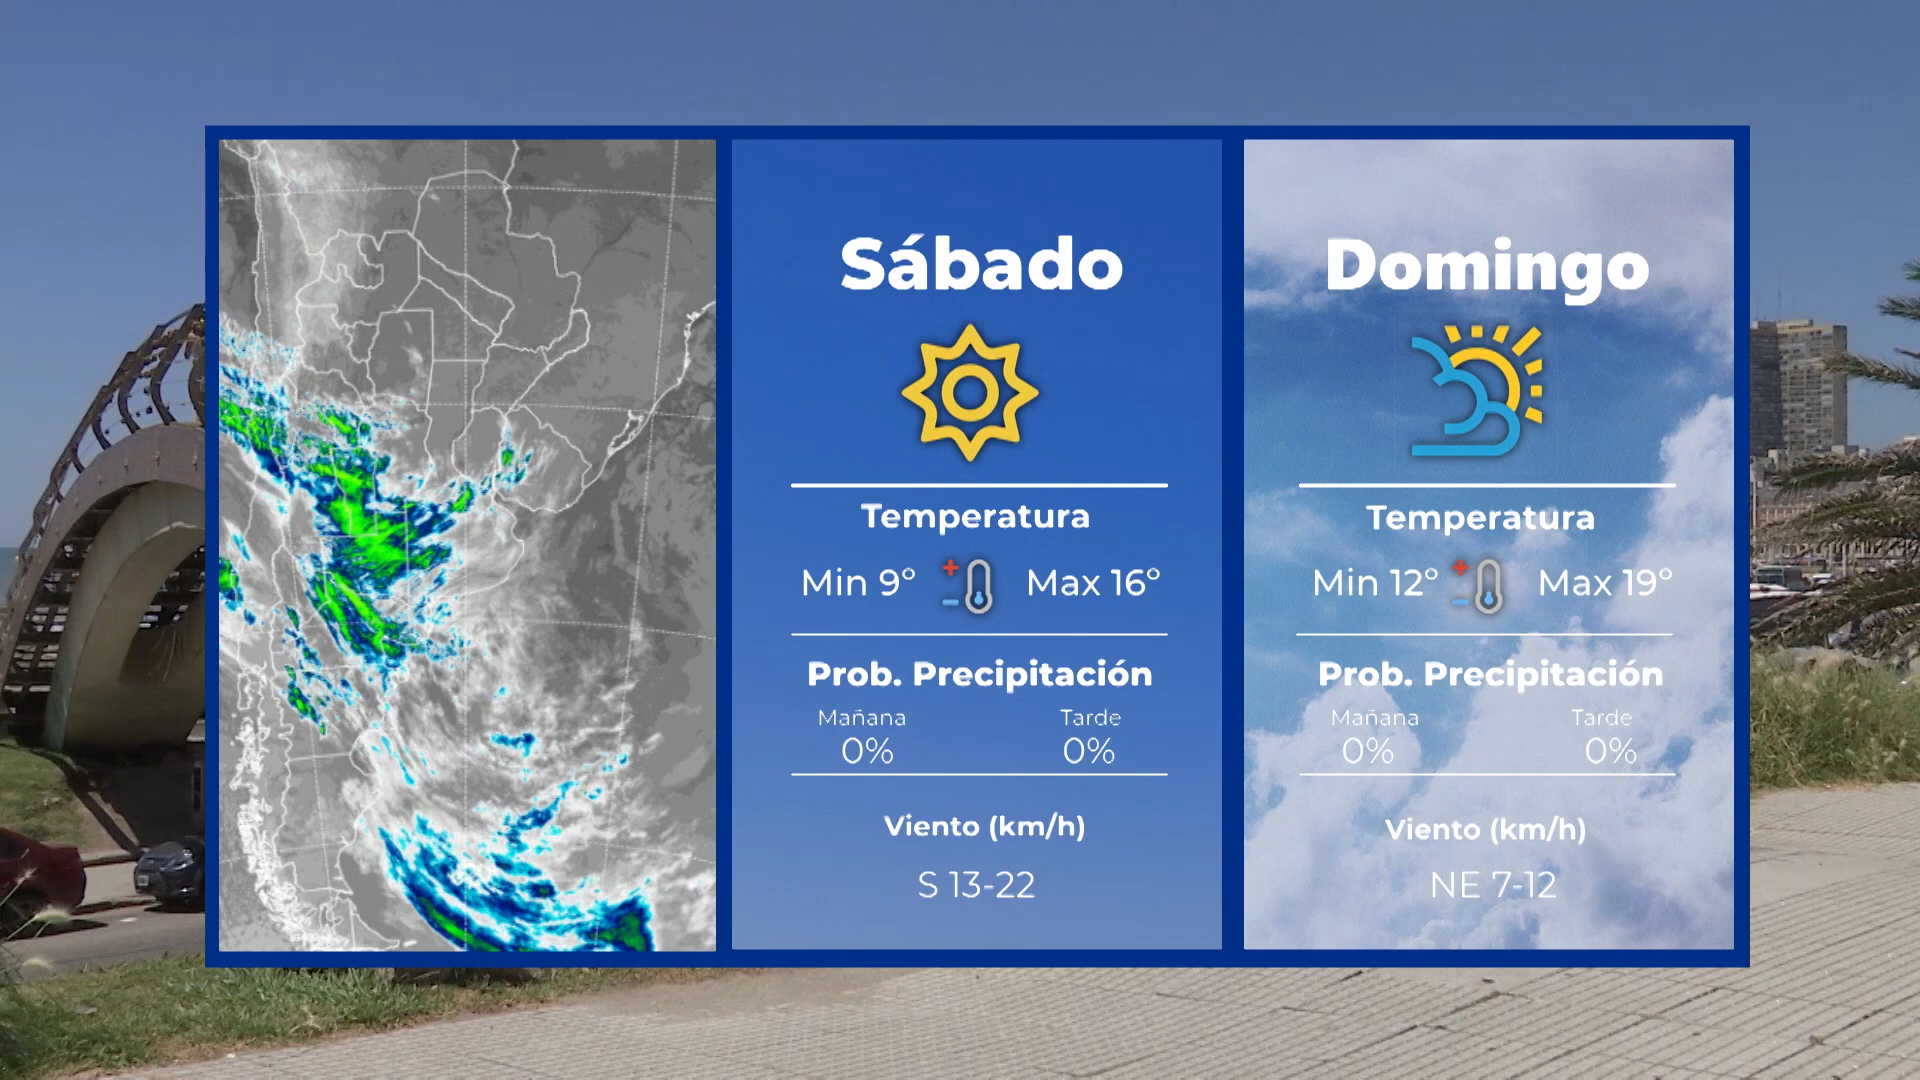 Sábado
Temperatura
Min 9° Max 16°
Prob. Precipitación
Mañana Tarde
0% 0%
Viento (km/h)
S 13-22
Domingo
Temperatura
Min 12° Max 19°
Prob. Precipitación
Mañana Tarde
0% 0%
Viento (km/h)
NE 7-12